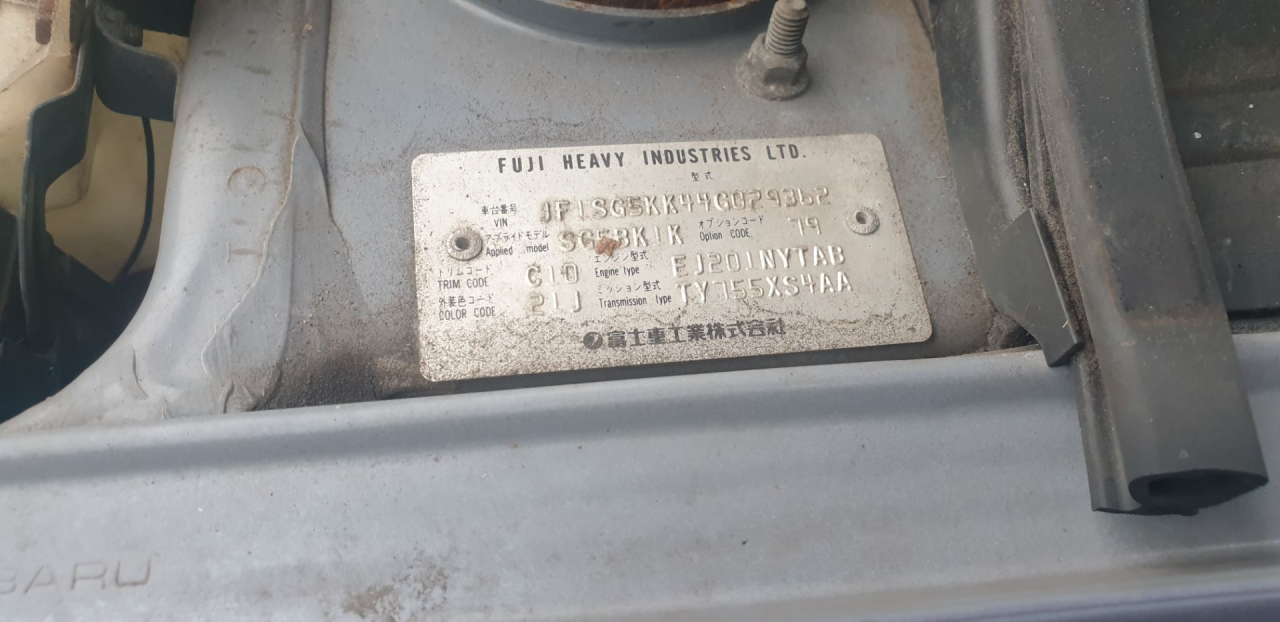 FUJI HEAVY INDUSTRIES LTD.
型式
車台番号 VIN JF1SG5KK44G079362
アプライドモデル Applied model SG5BK1K オプションコード Option CODE 79
トリムコード TRIM CODE C10 エンジン型式 Engine type EJ201NYTAB
外装色コード COLOR CODE 21J ミッション型式 Transmission type TY755XS4AA
富士重工業株式会社
BARU